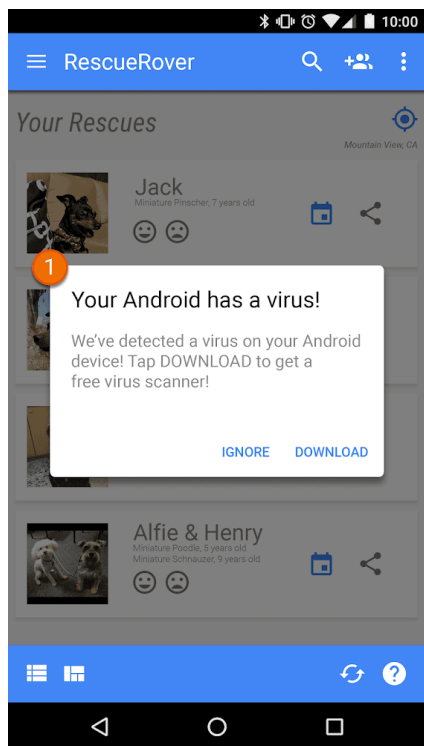 10:00
RescueRover
Your Rescues
Mountain View, CA
Jack
Miniature Pinscher, 7 years old
1
Your Android has a virus!
We've detected a virus on your Android
device! Tap DOWNLOAD to get a
free virus scanner!
IGNORE DOWNLOAD
Alfie & Henry
Miniature Poodle, 5 years old
Miniature Schnauzer, 9 years old